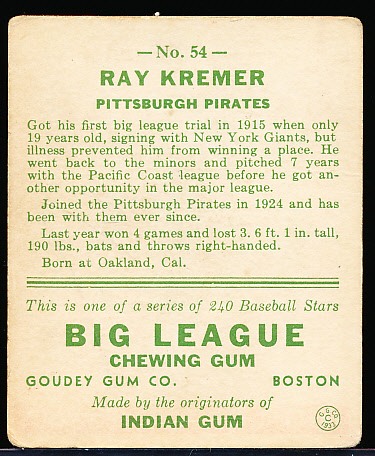 — No. 54 —
RAY KREMER
PITTSBURGH PIRATES
Got his first big league trial in 1915 when only
19 years old, signing with New York Giants, but
illness prevented him from winning a place. He
went back to the minors and pitched 7 years
with the Pacific Coast league before he got an-
other opportunity in the major league.
Joined the Pittsburgh Pirates in 1924 and has
been with them ever since.
Last year won 4 games and lost 3. 6 ft. 1 in. tall,
190 lbs., bats and throws right-handed.
Born at Oakland, Cal.
This is one of a series of 240 Baseball Stars
BIG LEAGUE
CHEWING GUM
GOUDEY GUM CO. BOSTON
Made by the originators of
INDIAN GUM
G.G.CO.
C
1933